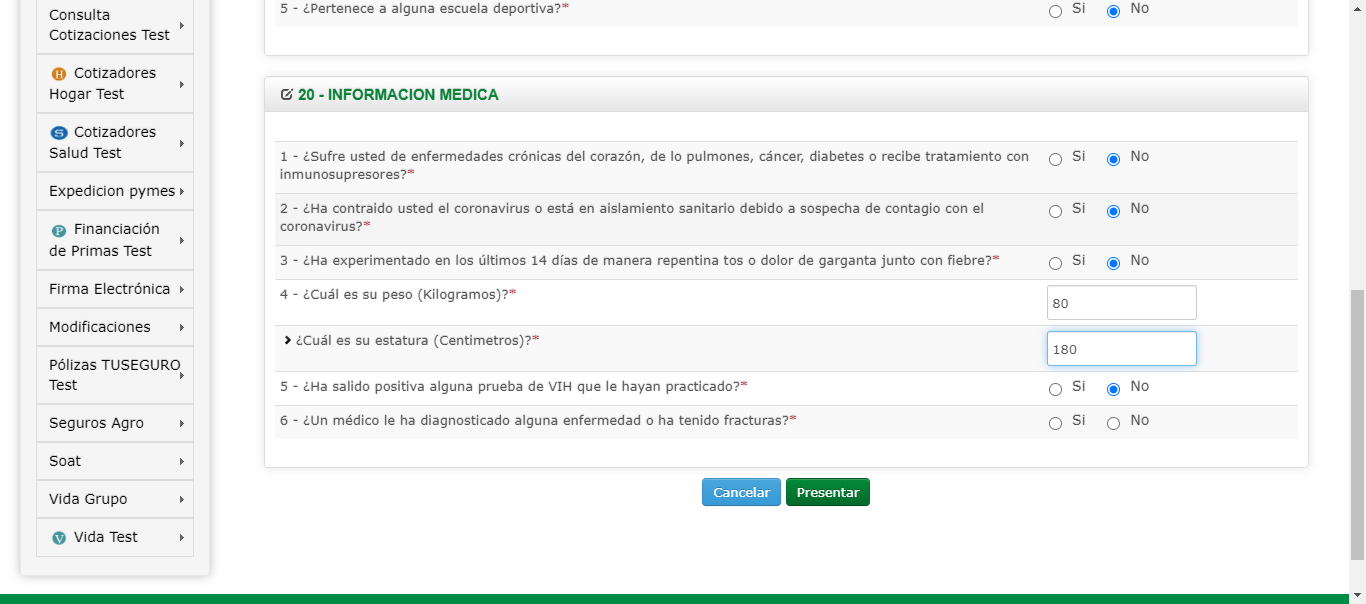 Consulta
Cotizaciones Test
Cotizadores
Hogar Test
Cotizadores
Salud Test
Expedicion pymes
Financiación
de Primas Test
Firma Electrónica
Modificaciones
Pólizas TUSEGURO
Test
Seguros Agro
Soat
Vida Grupo
Vida Test
5 - ¿Pertenece a alguna escuela deportiva?* Si No
20 - INFORMACION MEDICA
1 - ¿Sufre usted de enfermedades crónicas del corazón, de lo pulmones, cáncer, diabetes o recibe tratamiento con Si No
inmunosupresores?*
2 - ¿Ha contraido usted el coronavirus o está en aislamiento sanitario debido a sospecha de contagio con el Si No
coronavirus?*
3 - ¿Ha experimentado en los últimos 14 días de manera repentina tos o dolor de garganta junto con fiebre?* Si No
4 - ¿Cuál es su peso (Kilogramos)?* 80
¿Cuál es su estatura (Centimetros)?* 180
5 - ¿Ha salido positiva alguna prueba de VIH que le hayan practicado?* Si No
6 - ¿Un médico le ha diagnosticado alguna enfermedad o ha tenido fracturas?* Si No
Cancelar Presentar